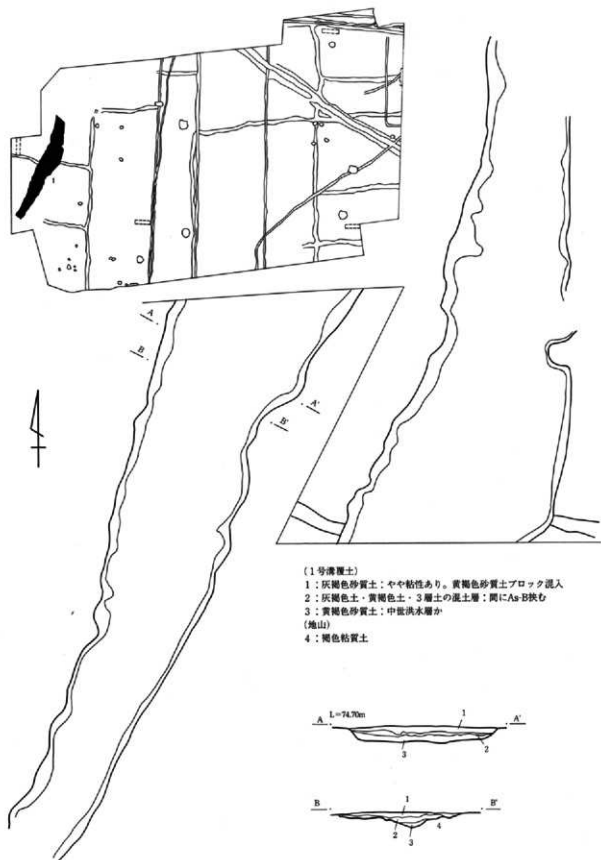 1
A
B
A'
B'
(1号溝覆土)
1:灰褐色砂質土:やや粘性あり。黄褐色砂質土ブロック混入
2:灰褐色土・黄褐色土・3層土の混土層:間にAs-B挟む
3:黄褐色砂質土:中世洪水層か
(地山)
4:褐色粘質土
A L=74.70m 1 A'
3 2
B 1 B'
2 3 4